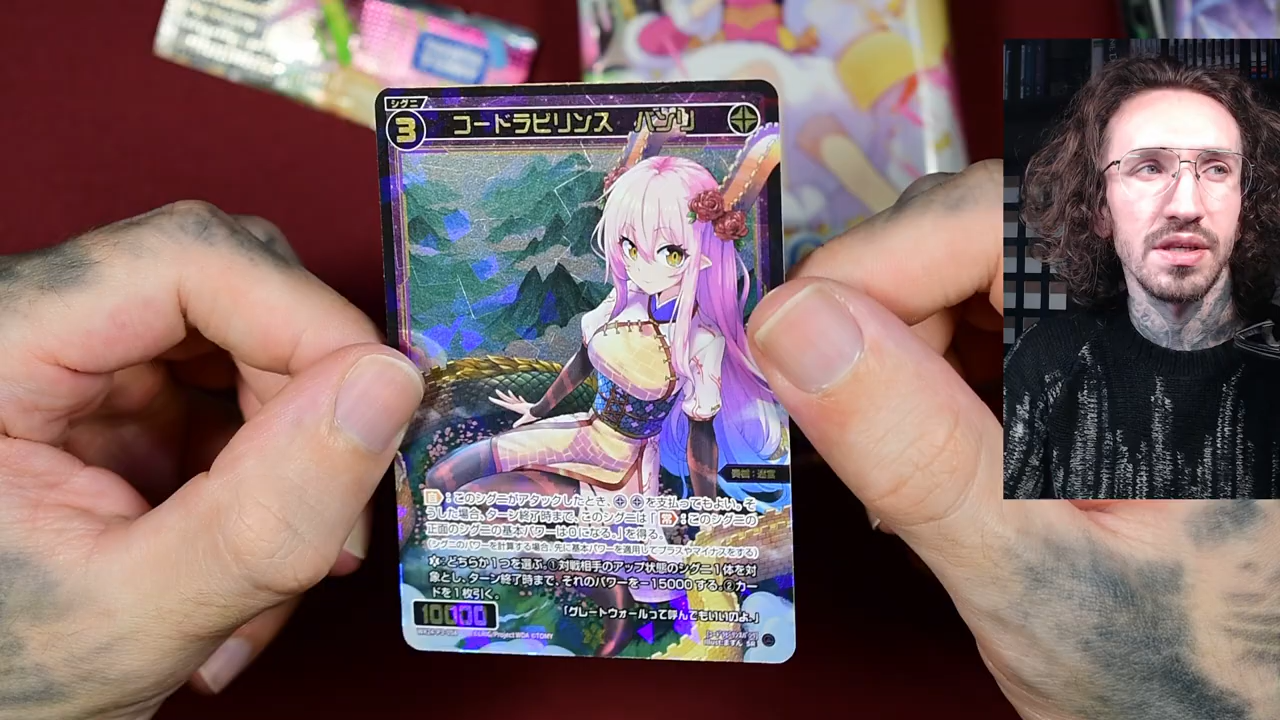 シグニ
3 コードラビリンス バンリ
自：このシグニがアタックしたとき、を支払ってもよい。そ
うした場合、ターン終了時まで、このシグニは「常：このシグニの
正面のシグニの基本パワーは0になる。」を得る。
（シグニのパワーを計算する場合、先に基本パワーを適用してプラスやマイナスをする）
：どちらか1つを選ぶ。①対戦相手のアップ状態のシグニ1体を対
象とし、ターン終了時まで、それのパワーを－15000する。②カー
ドを1枚引く。
10000
「グレートウォールって呼んでもいいのよ。」
Project WDA ©TOMY
SR